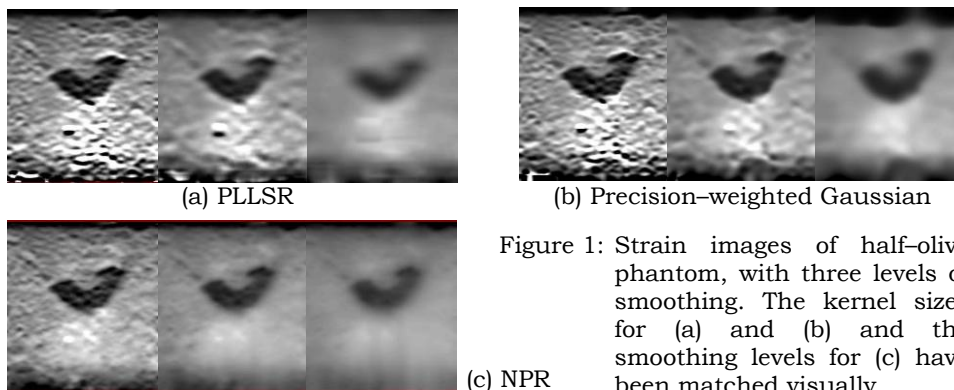 (a) PLLSR
(b) Precision–weighted Gaussian
(c) NPR
Figure 1: Strain images of half–oliv
phantom, with three levels o
smoothing. The kernel size
for (a) and (b) and th
smoothing levels for (c) hav
been matched visually